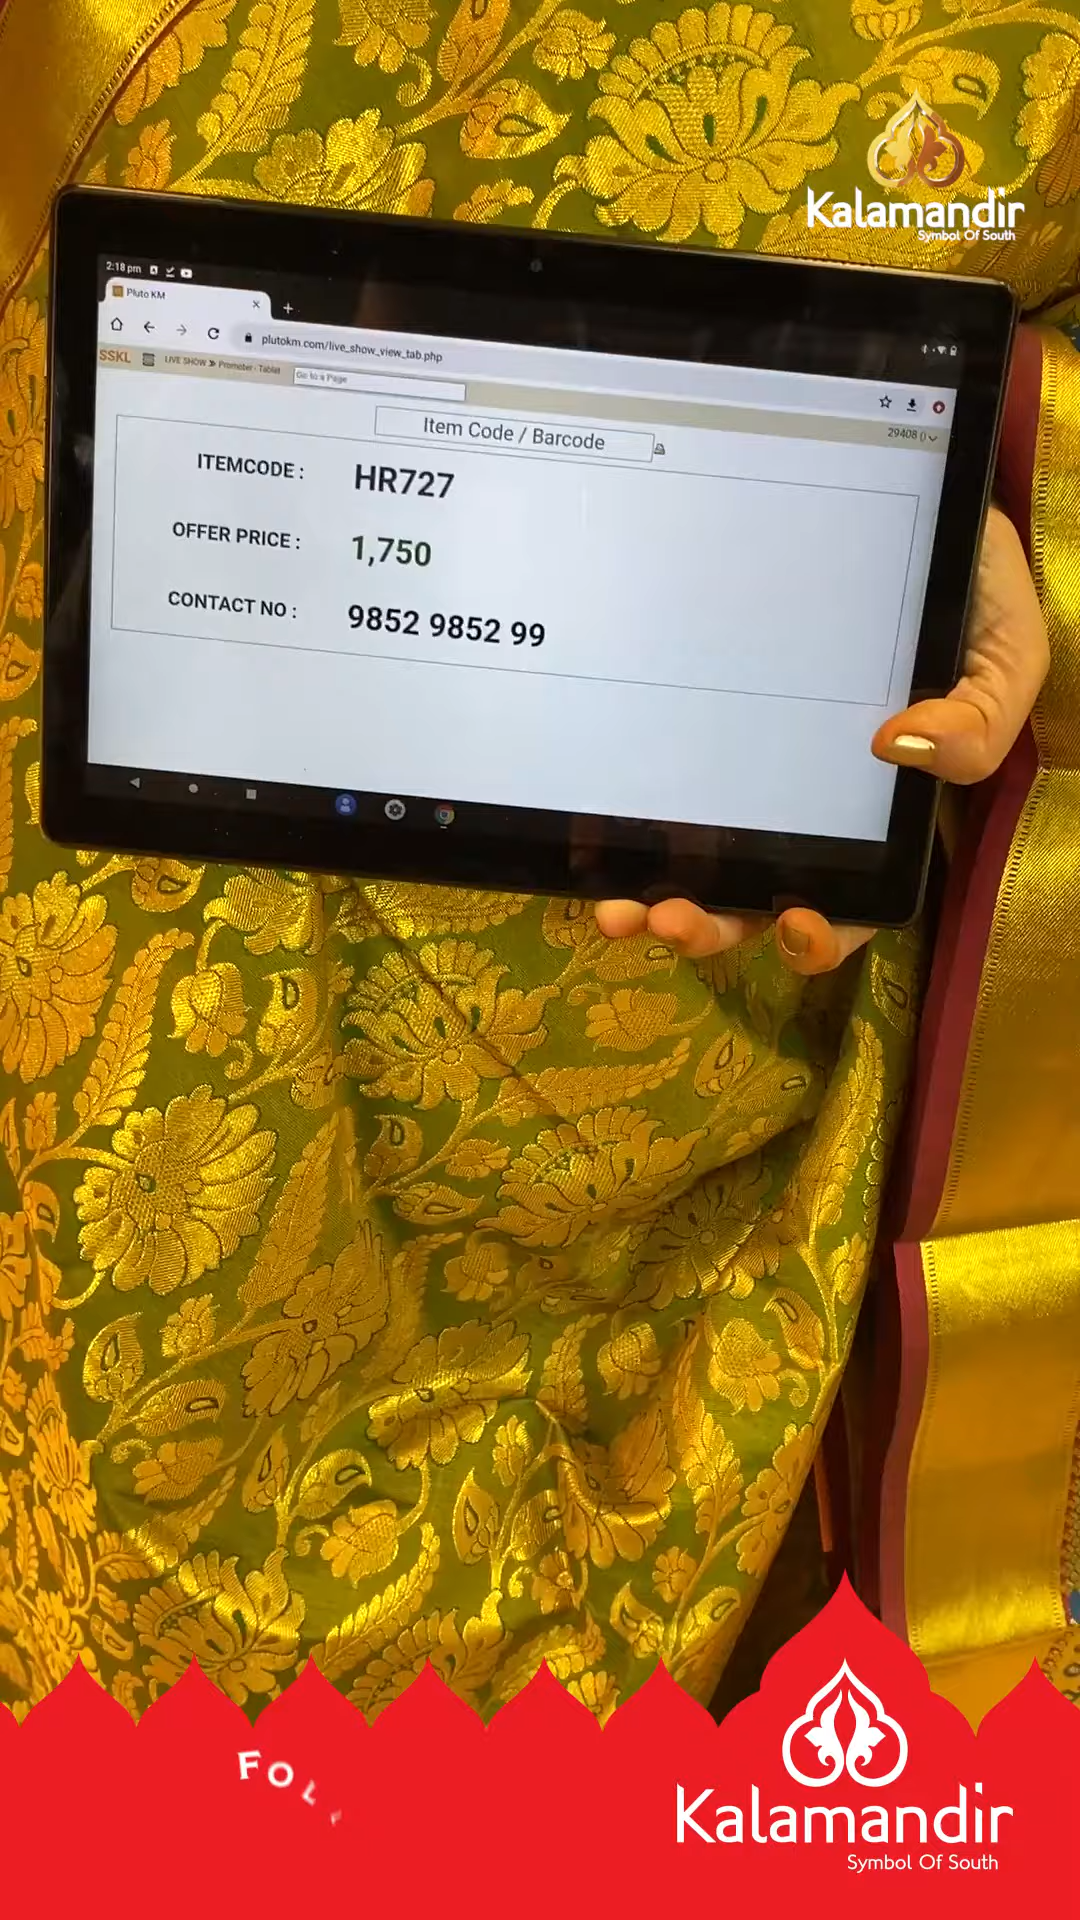 Kalamandir
Symbol Of South
2:18 pm
Pluto KM
plutokm.com/live_show_view_tab.php
SSKL
LIVE SHOW
Promoter - Tablet
Go to a Page
29408 ()
Item Code / Barcode
ITEMCODE : HR727
OFFER PRICE : 1,750
CONTACT NO : 9852 9852 99
FOL
Kalamandir
Symbol Of South